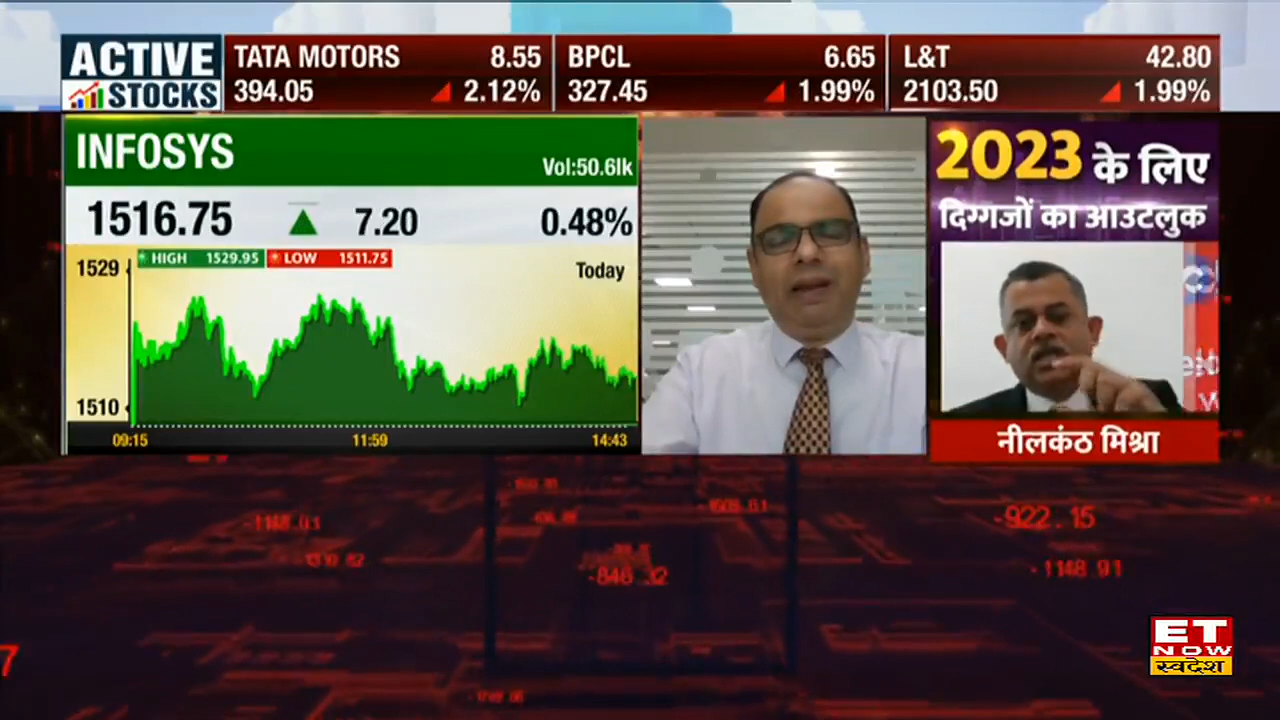 ACTIVE
STOCKS
TATA MOTORS 8.55
394.05 2.12%
BPCL 6.65
327.45 1.99%
L&T 42.80
2103.50 1.99%
INFOSYS
Vol:50.6lk
1516.75 7.20 0.48%
HIGH 1529.95 LOW 1511.75
1529
Today
1510
09:15 11:59 14:43
2023 के लिए
दिग्गजों का आउटलुक
नीलकंठ मिश्रा
-922.15
-846.32
-1148.91
7
ET
NOW
स्वदेश